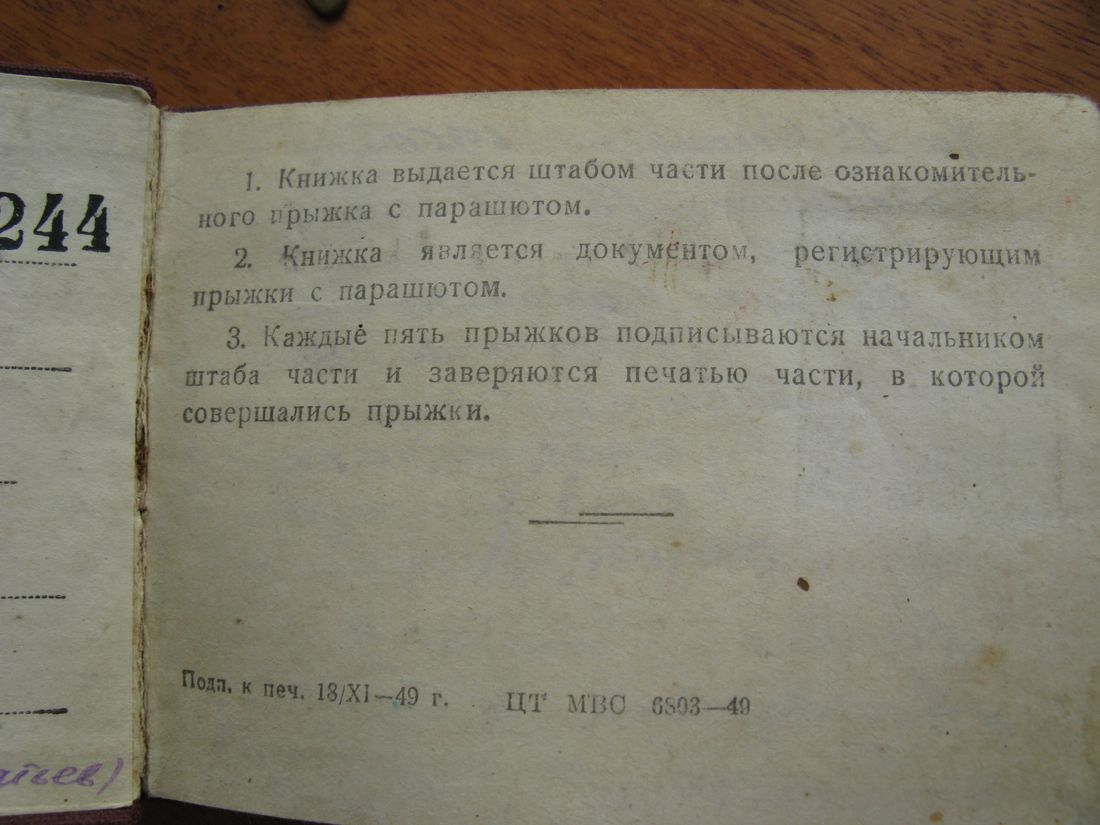 244
1. Книжка выдается штабом части после ознакомитель-
ного прыжка с парашютом.
2. Книжка является документом, регистрирующим
прыжки с парашютом.
3. Каждые пять прыжков подписываются начальником
штаба части и заверяются печатью части, в которой
совершались прыжки.
Подп. к печ. 18/XI—49 г. ЦТ МВС 6803—49